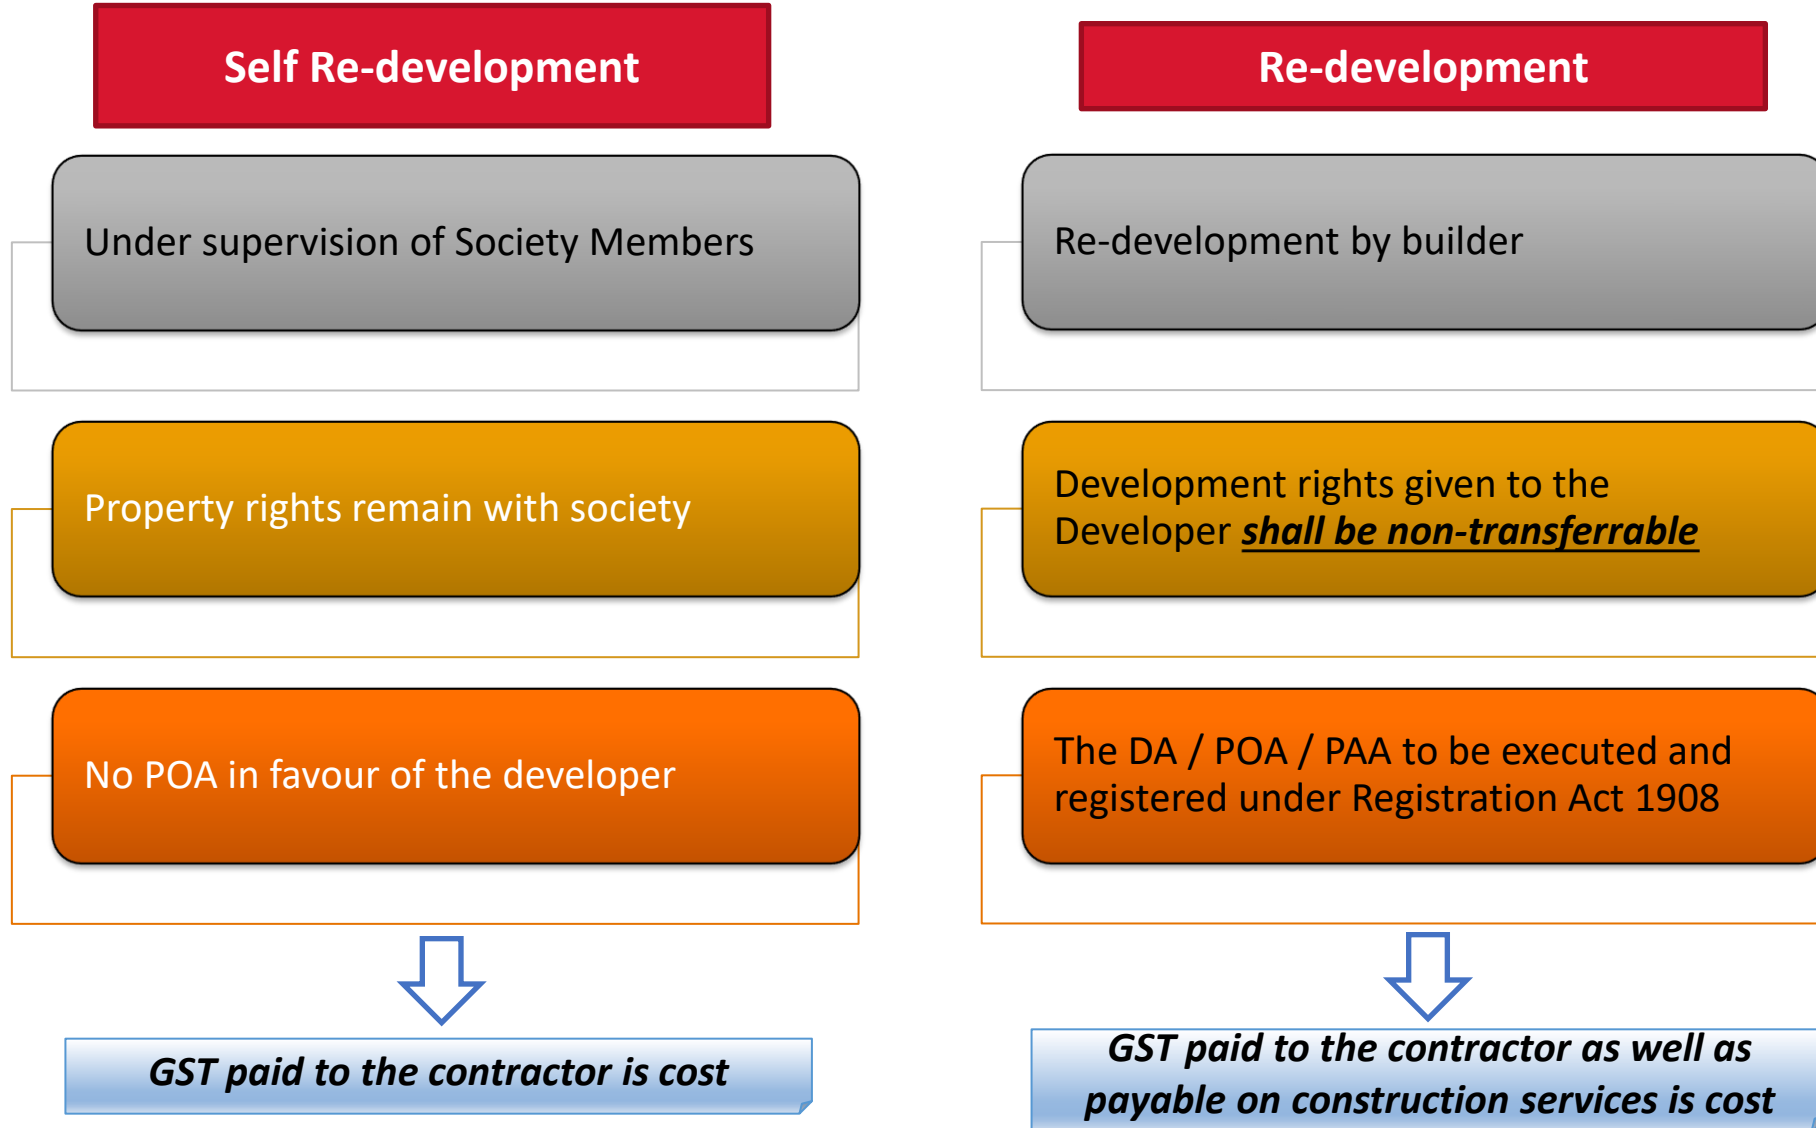 Self Re-development
Under supervision of Society Members
Property rights remain with society
No POA in favour of the developer
GST paid to the contractor is cost
Re-development
Re-development by builder
Development rights given to the
Developer shall be non-transferrable
The DA / POA / PAA to be executed and
registered under Registration Act 1908
GST paid to the contractor as well as
payable on construction services is cost